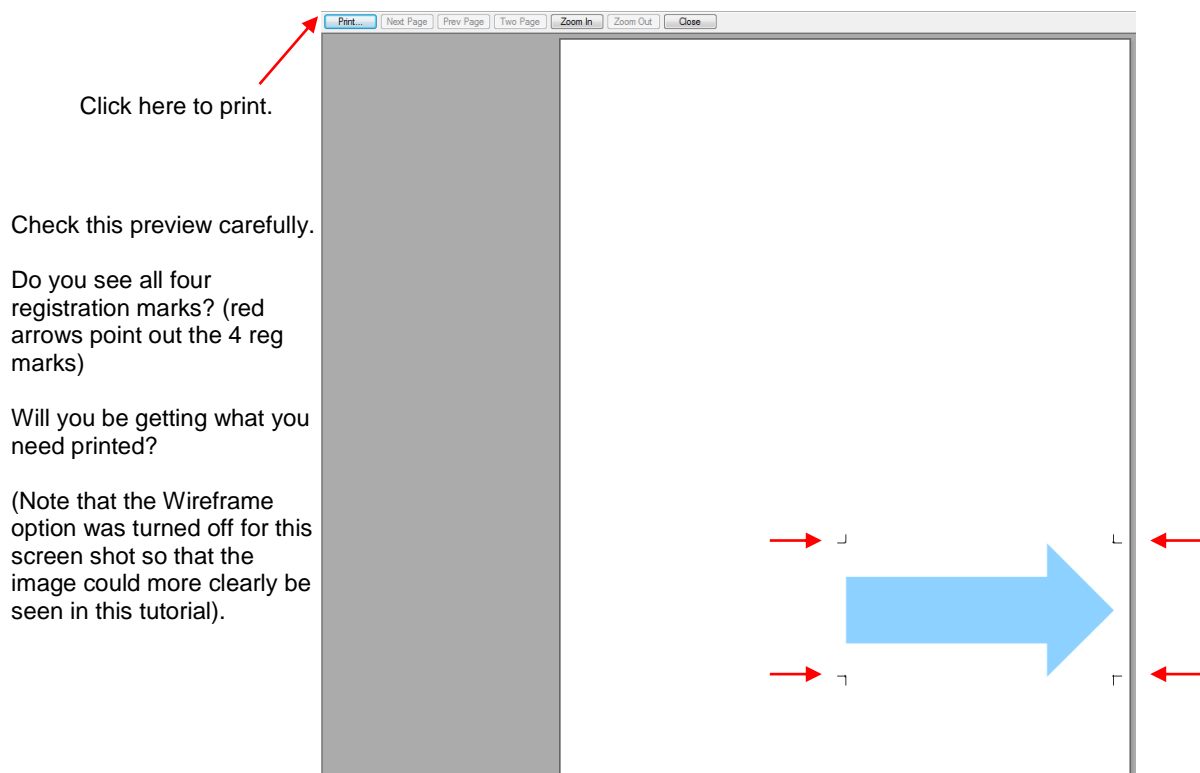 Print... Next Page Prev Page Two Page Zoom In Zoom Out Close
Click here to print.
Check this preview carefully.
Do you see all four
registration marks? (red
arrows point out the 4 reg
marks)
Will you be getting what you
need printed?
(Note that the Wireframe
option was turned off for this
screen shot so that the
image could more clearly be
seen in this tutorial).